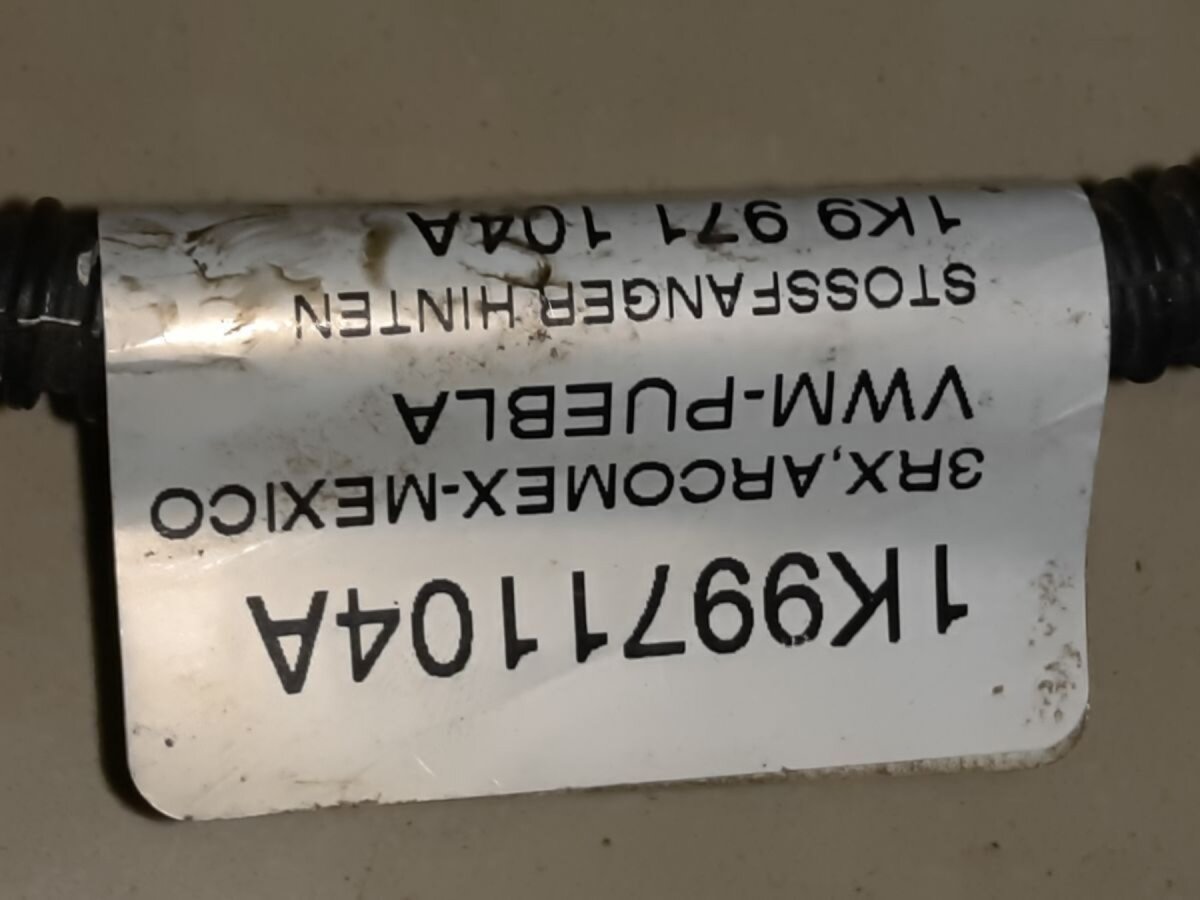 1K9971104A
3RX,ARCOMEX-MEXICO
VWM-PUEBLA
STOSSFANGER HINTEN
1K9 971 104A